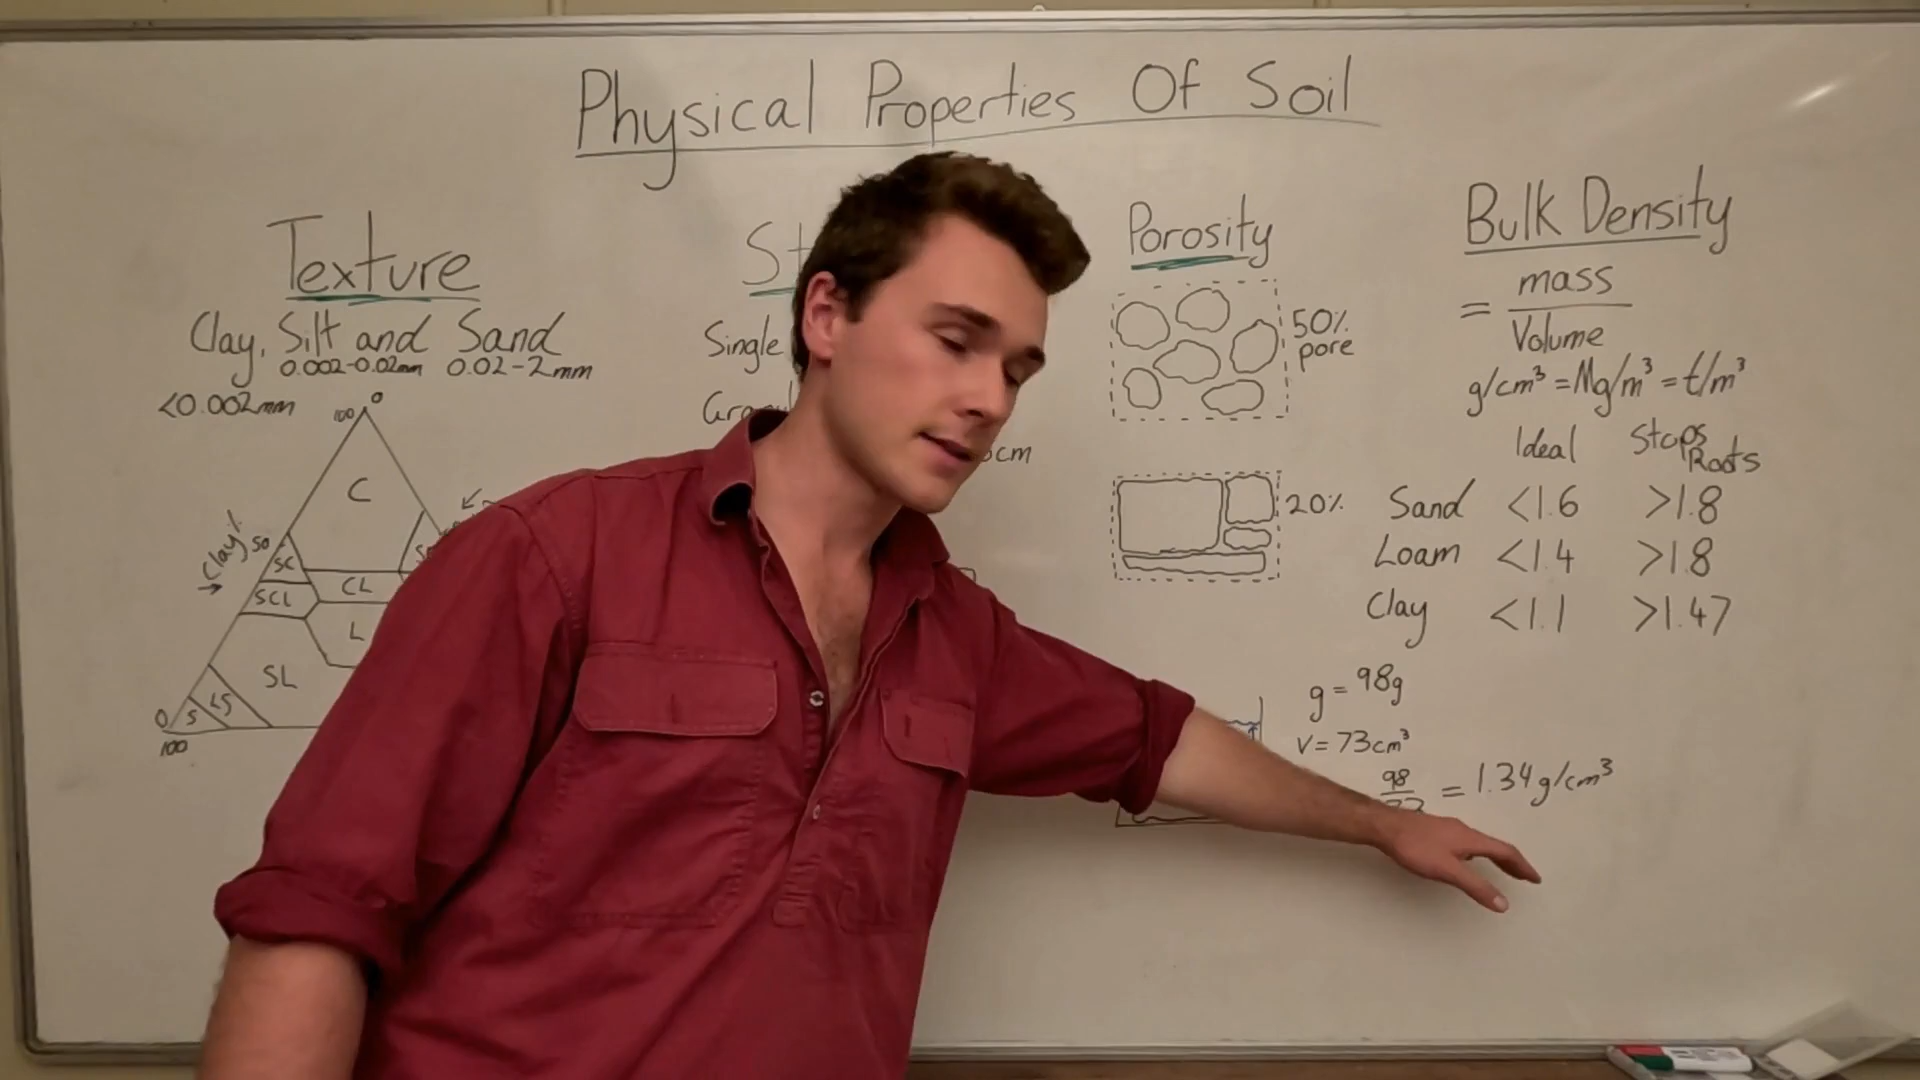 Physical Properties Of Soil
Texture
Clay, Silt and Sand
0.002-0.02mm 0.02-2mm
<0.002mm
100 0
C
Clay%
50
SC
CL
SCL
L
SL
LS
S
0
100
St
Single
cm
Porosity
50%
pore
20%
Bulk Density
= mass
Volume
g/cm³ = Mg/m³ = t/m³
Ideal Stops Roots
Sand <1.6 >1.8
Loam <1.4 >1.8
Clay <1.1 >1.47
g = 98g
V = 73cm³
98 = 1.34g/cm³